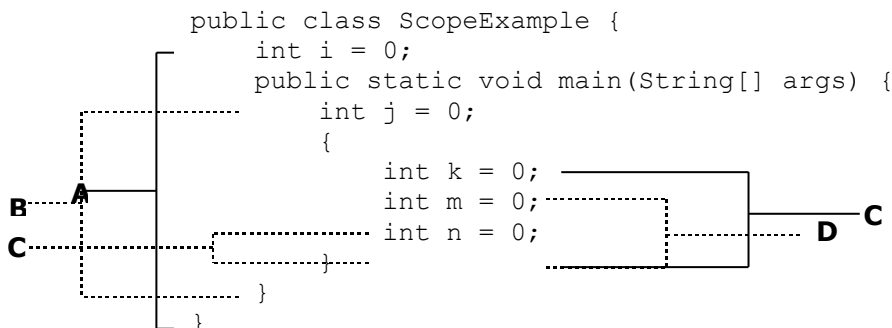 public class ScopeExample {
int i = 0;
public static void main(String[] args) {
int j = 0;
{
int k = 0;
A
int m = 0;
B
int n = 0;
C
D
C
}
}
}